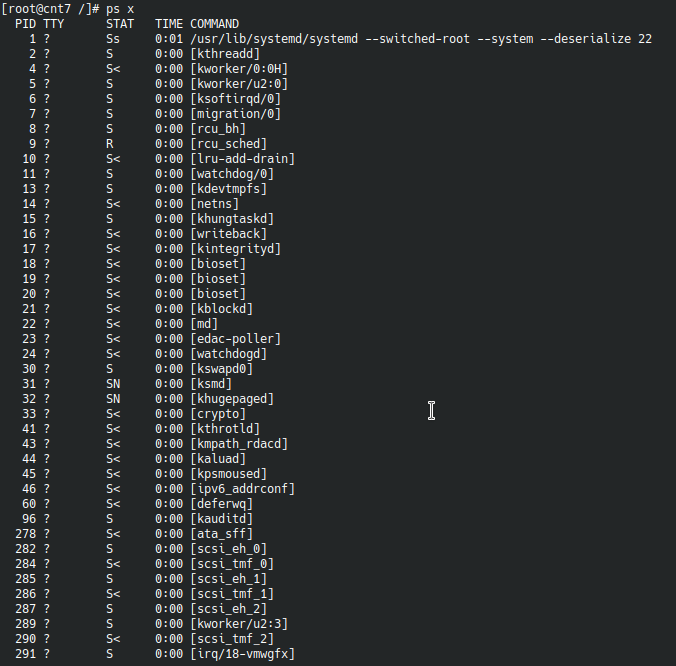 [root@cnt7 /]# ps x
  PID TTY      STAT   TIME COMMAND
    1 ?        Ss     0:01 /usr/lib/systemd/systemd --switched-root --system --deserialize 22
    2 ?        S      0:00 [kthreadd]
    4 ?        S<     0:00 [kworker/0:0H]
    5 ?        S      0:00 [kworker/u2:0]
    6 ?        S      0:00 [ksoftirqd/0]
    7 ?        S      0:00 [migration/0]
    8 ?        S      0:00 [rcu_bh]
    9 ?        R      0:00 [rcu_sched]
   10 ?        S<     0:00 [lru-add-drain]
   11 ?        S      0:00 [watchdog/0]
   13 ?        S      0:00 [kdevtmpfs]
   14 ?        S<     0:00 [netns]
   15 ?        S      0:00 [khungtaskd]
   16 ?        S<     0:00 [writeback]
   17 ?        S<     0:00 [kintegrityd]
   18 ?        S<     0:00 [bioset]
   19 ?        S<     0:00 [bioset]
   20 ?        S<     0:00 [bioset]
   21 ?        S<     0:00 [kblockd]
   22 ?        S<     0:00 [md]
   23 ?        S<     0:00 [edac-poller]
   24 ?        S<     0:00 [watchdogd]
   30 ?        S      0:00 [kswapd0]
   31 ?        SN     0:00 [ksmd]
   32 ?        SN     0:00 [khugepaged]
   33 ?        S<     0:00 [crypto]
   41 ?        S<     0:00 [kthrotld]
   43 ?        S<     0:00 [kmpath_rdacd]
   44 ?        S<     0:00 [kaluad]
   45 ?        S<     0:00 [kpsmoused]
   46 ?        S<     0:00 [ipv6_addrconf]
   60 ?        S<     0:00 [deferwq]
   96 ?        S      0:00 [kauditd]
  278 ?        S<     0:00 [ata_sff]
  282 ?        S      0:00 [scsi_eh_0]
  284 ?        S<     0:00 [scsi_tmf_0]
  285 ?        S      0:00 [scsi_eh_1]
  286 ?        S<     0:00 [scsi_tmf_1]
  287 ?        S      0:00 [scsi_eh_2]
  289 ?        S      0:00 [kworker/u2:3]
  290 ?        S<     0:00 [scsi_tmf_2]
  291 ?        S      0:00 [irq/18-vmwgfx]